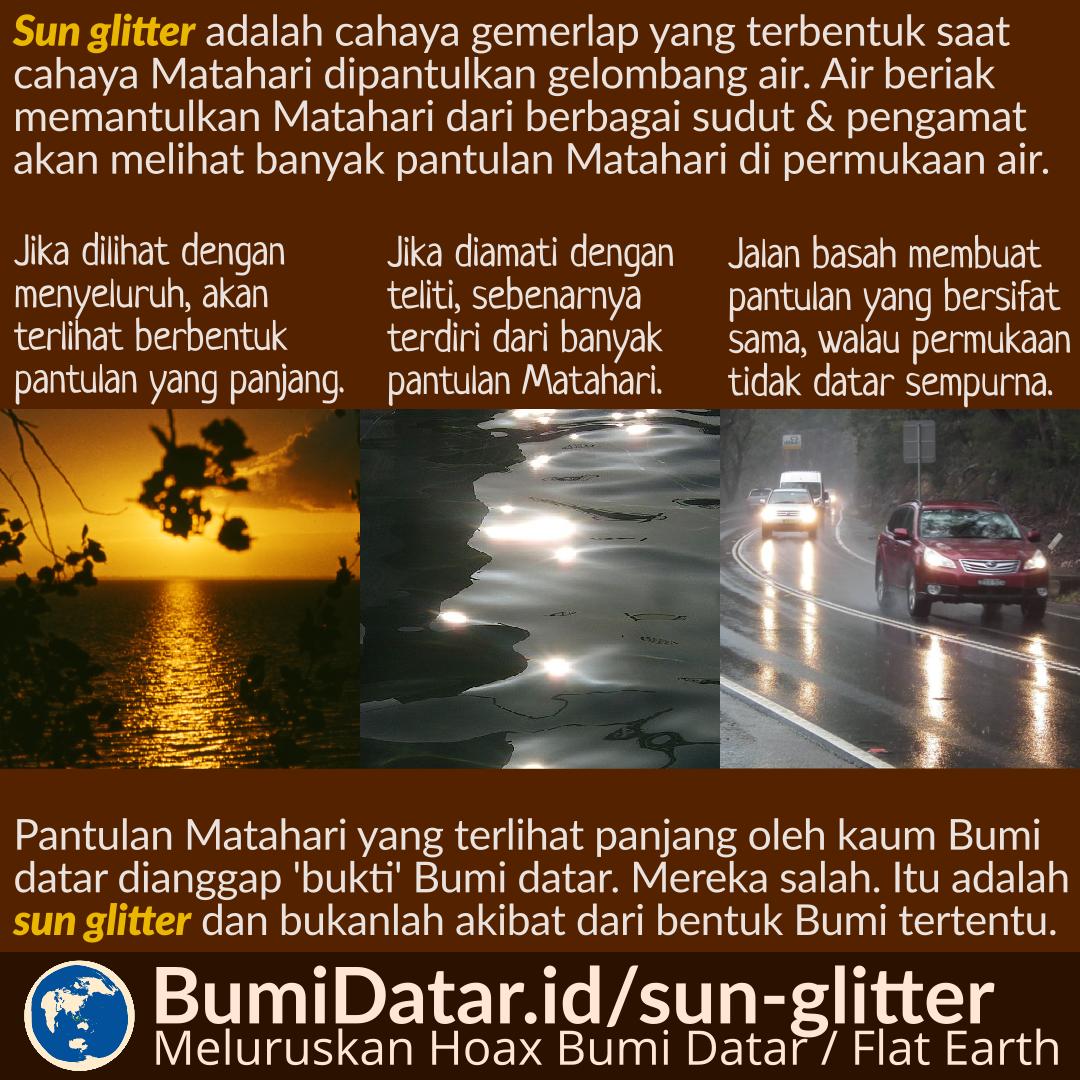 Sun glitter adalah cahaya gemerlap yang terbentuk saat
cahaya Matahari dipantulkan gelombang air. Air beriak
memantulkan Matahari dari berbagai sudut & pengamat
akan melihat banyak pantulan Matahari di permukaan air.
Jika dilihat dengan
menyeluruh, akan
terlihat berbentuk
pantulan yang panjang.
Jika diamati dengan
teliti, sebenarnya
terdiri dari banyak
pantulan Matahari.
Jalan basah membuat
pantulan yang bersifat
sama, walau permukaan
tidak datar sempurna.
Pantulan Matahari yang terlihat panjang oleh kaum Bumi
datar dianggap 'bukti' Bumi datar. Mereka salah. Itu adalah
sun glitter dan bukanlah akibat dari bentuk Bumi tertentu.
BumiDatar.id/sun-glitter
Meluruskan Hoax Bumi Datar / Flat Earth